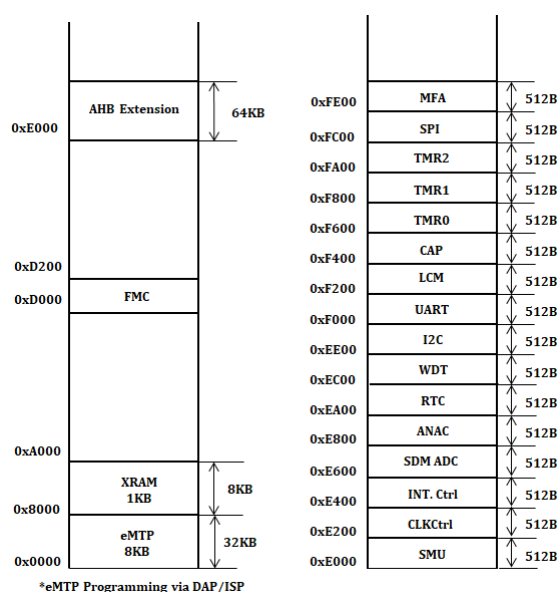 AHB Extension
64KB
0xE000
0xD200
0xD000
FMC
0xA000
XRAM
1KB
8KB
0x8000
eMTP
8KB
32KB
0x0000
*eMTP Programming via DAP/ISP
0xFE00
MFA
512B
0xFC00
SPI
512B
0xFA00
TMR2
512B
0xF800
TMR1
512B
0xF600
TMR0
512B
0xF400
CAP
512B
0xF200
LCM
512B
0xF000
UART
512B
0xEE00
I2C
512B
0xEC00
WDT
512B
0xEA00
RTC
512B
0xE800
ANAC
512B
0xE600
SDM ADC
512B
0xE400
INT. Ctrl
512B
0xE200
CLKCtrl
512B
0xE000
SMU
512B